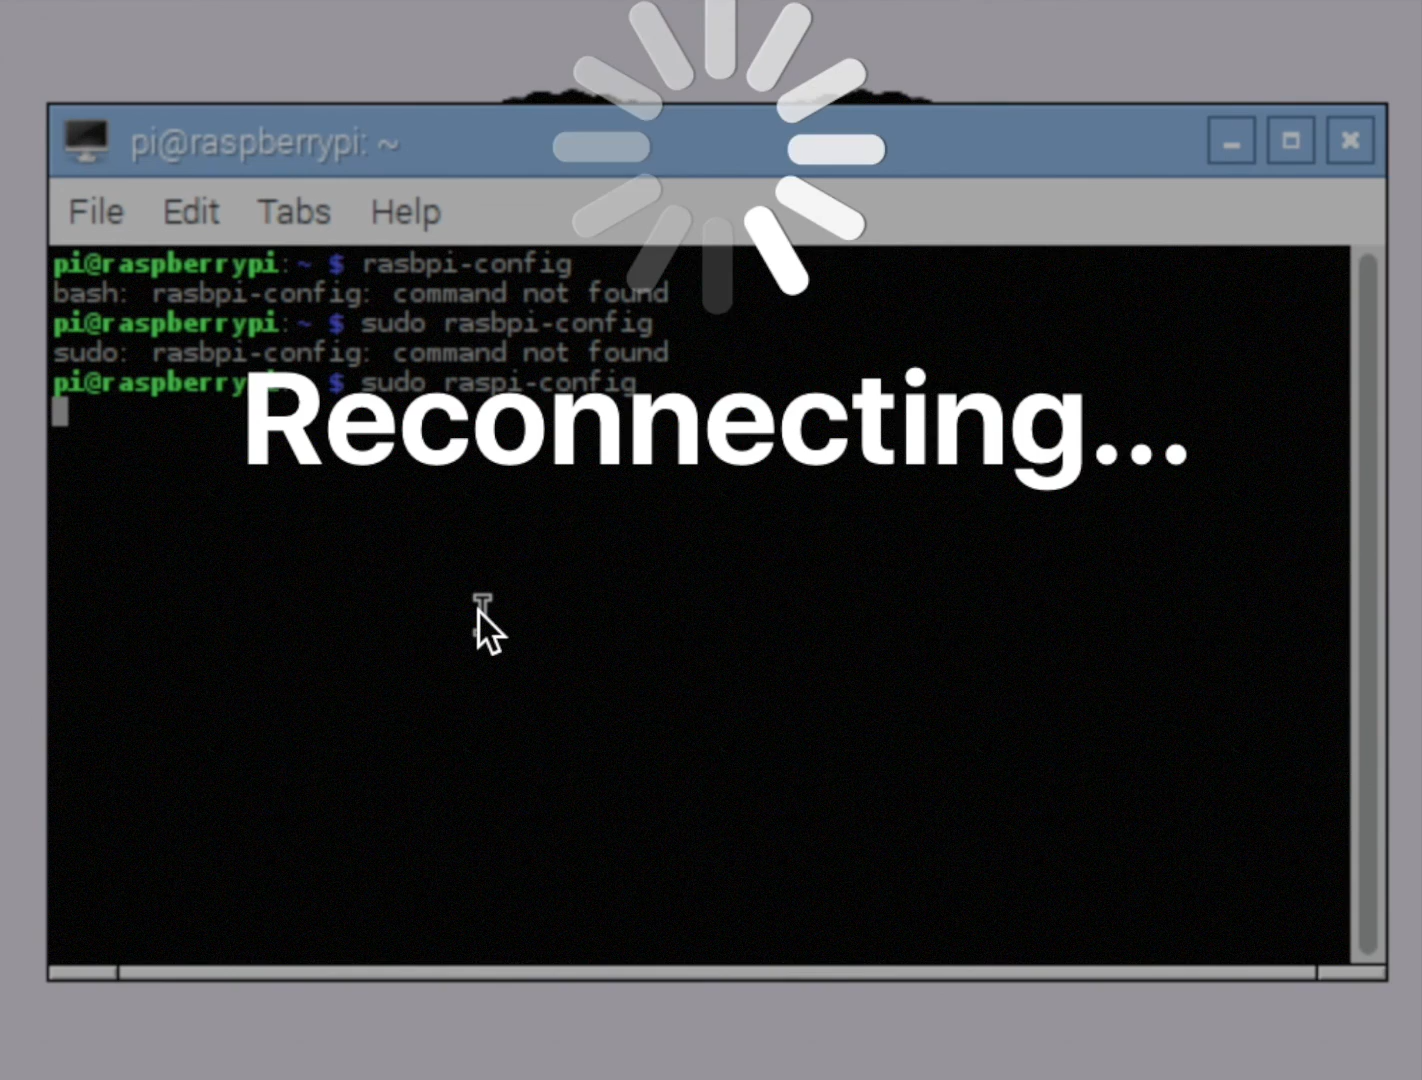 pi@raspberrypi: ~
File Edit Tabs Help
pi@raspberrypi:~ $ rasbpi-config
bash: rasbpi-config: command not found
pi@raspberrypi:~ $ sudo rasbpi-config
sudo: rasbpi-config: command not found
pi@raspberry $ sudo raspi-config
Reconnecting...